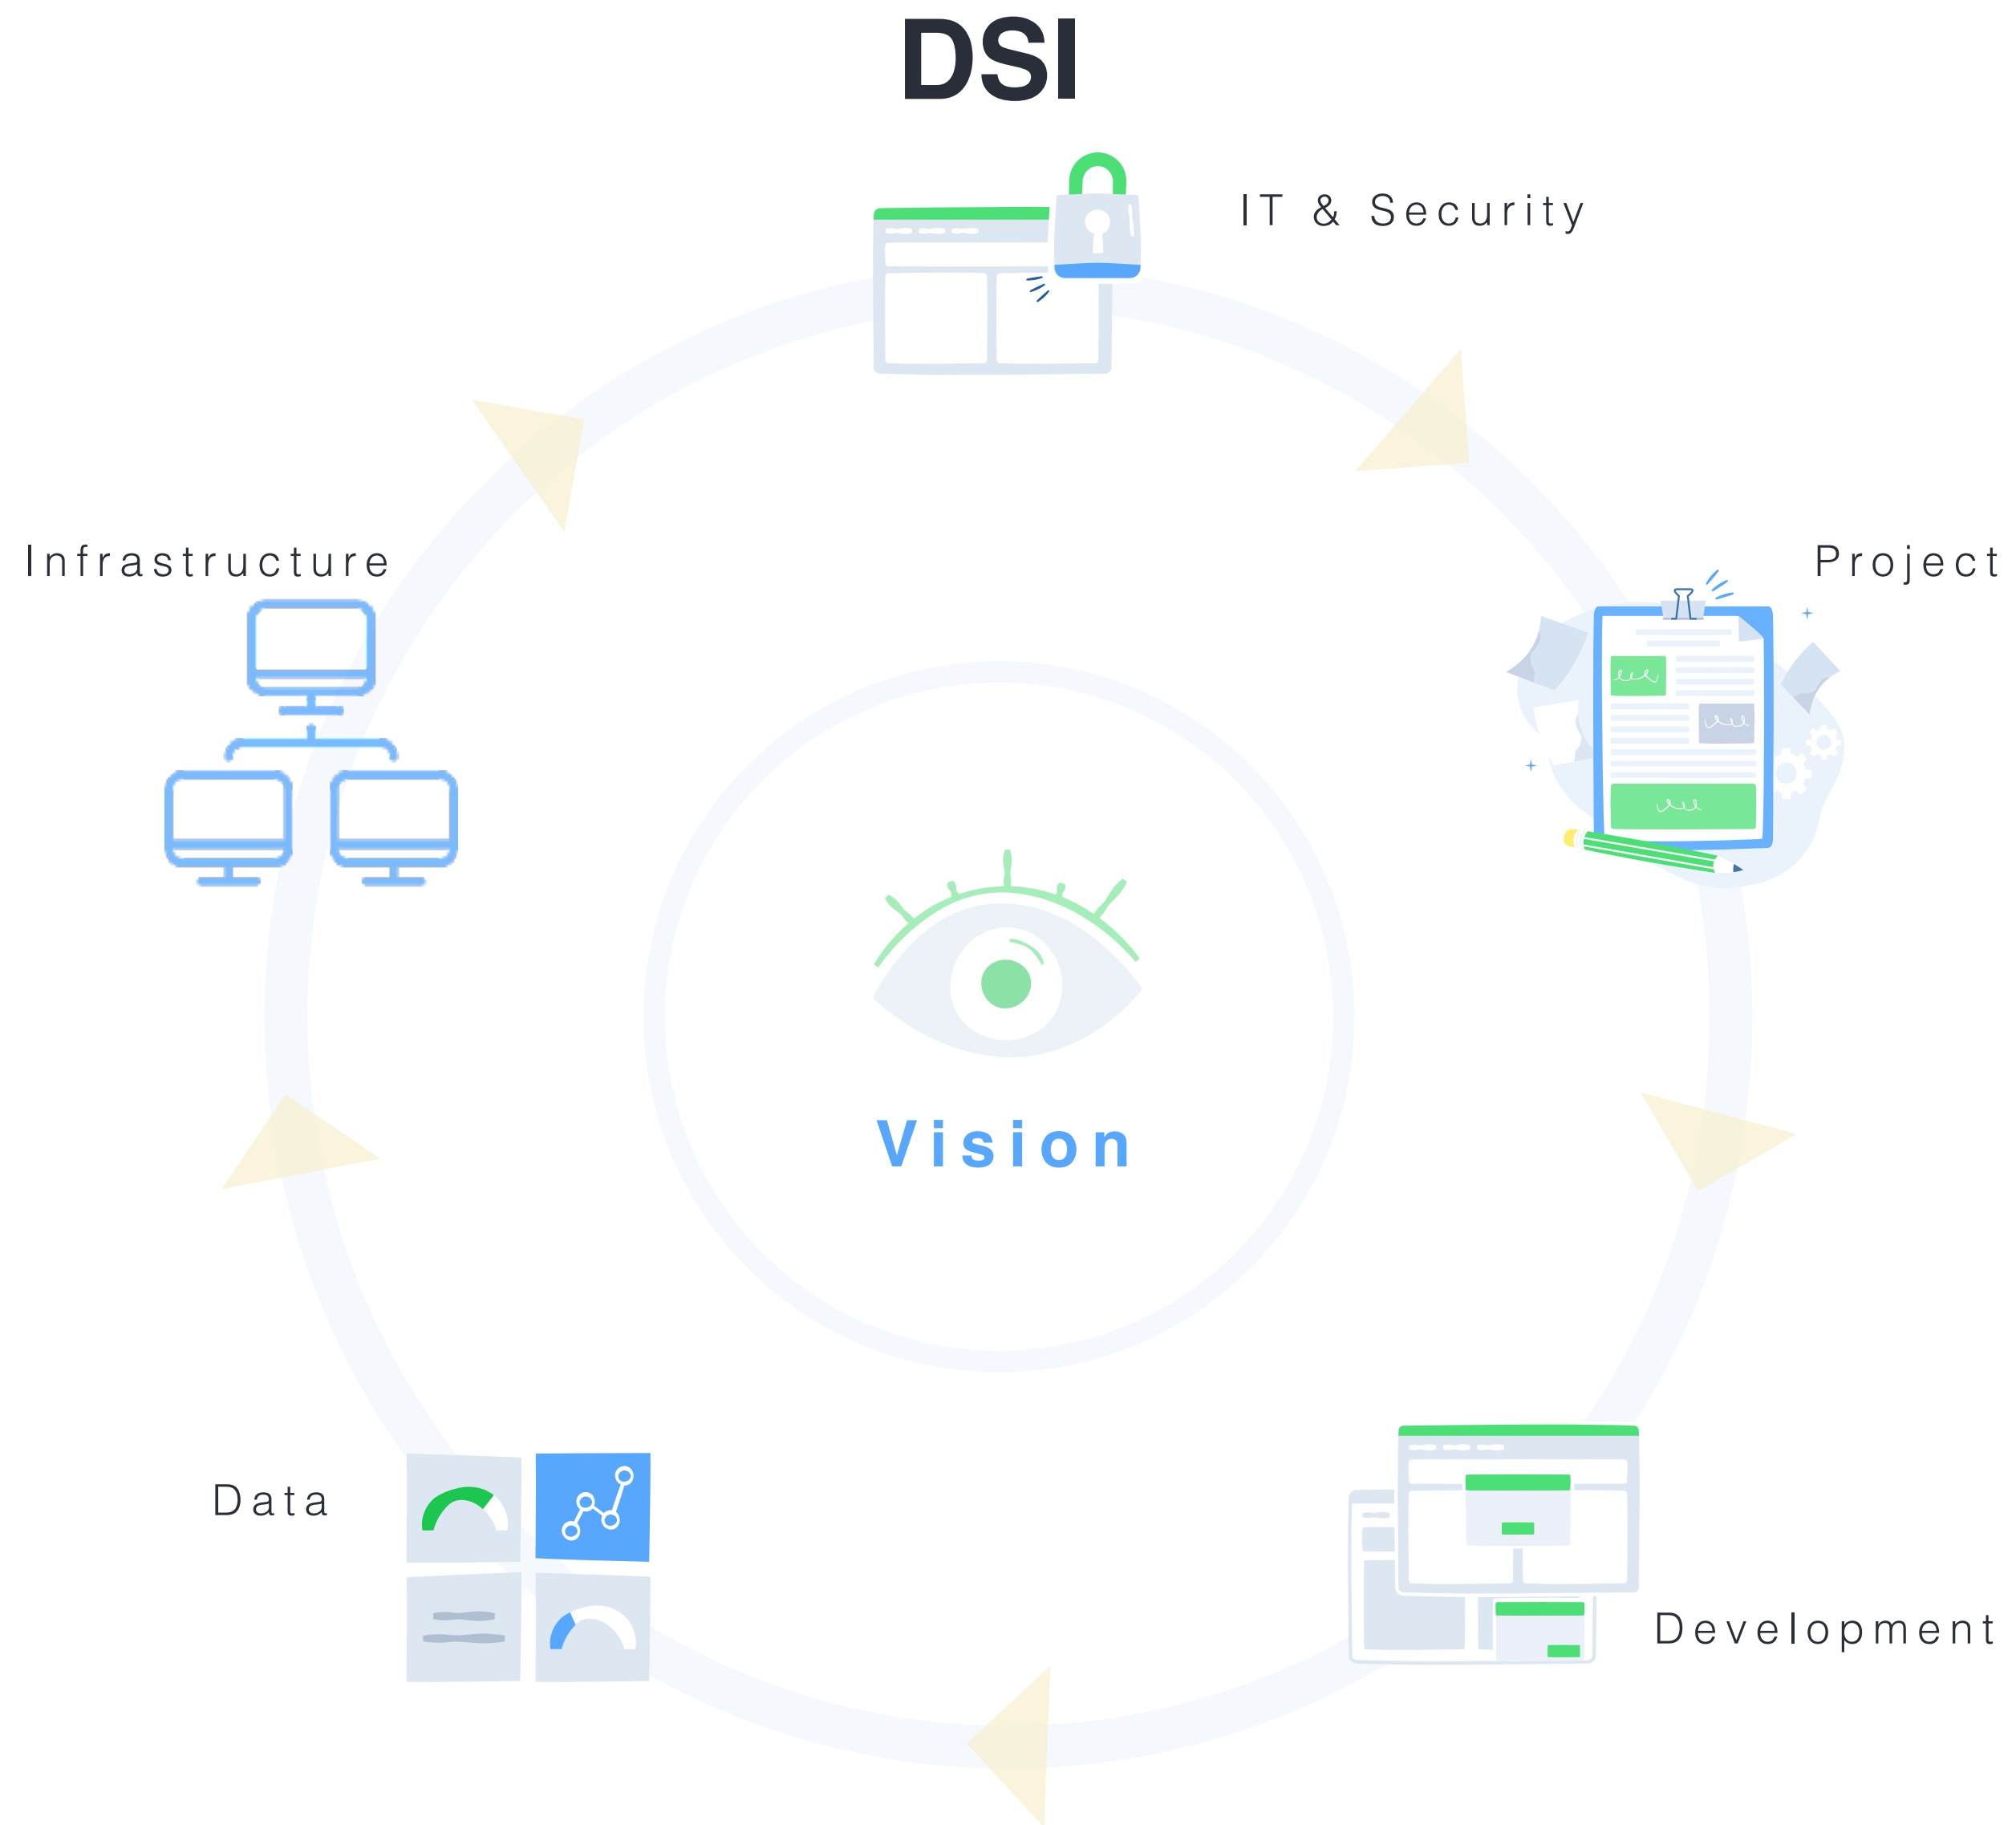 DSI
IT & Security
Infrastructure
Project
Vision
Data
Development